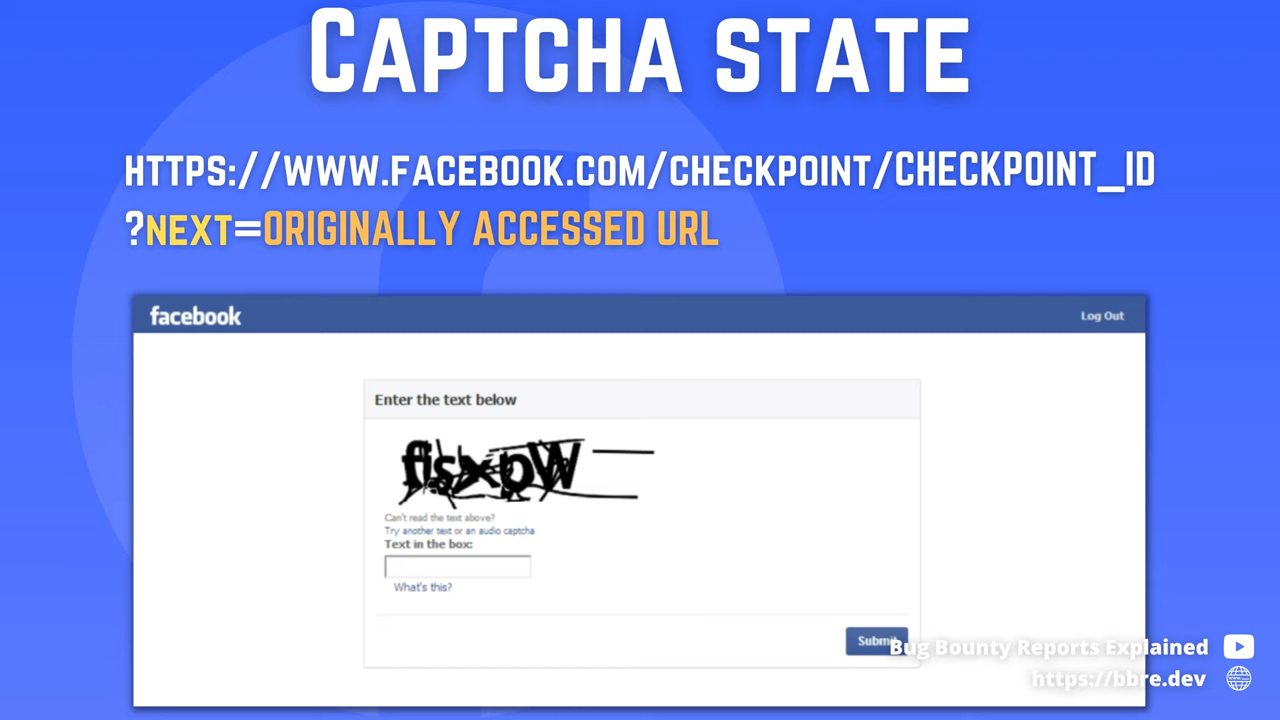 CAPTCHA STATE
HTTPS://WWW.FACEBOOK.COM/CHECKPOINT/CHECKPOINT_ID
?NEXT=ORIGINALLY ACCESSED URL
facebook
Log Out
Enter the text below
Can't read the text above?
Try another text or an audio captcha
Text in the box:
What's this?
Submit
Bug Bounty Reports Explained
https://bbre.dev